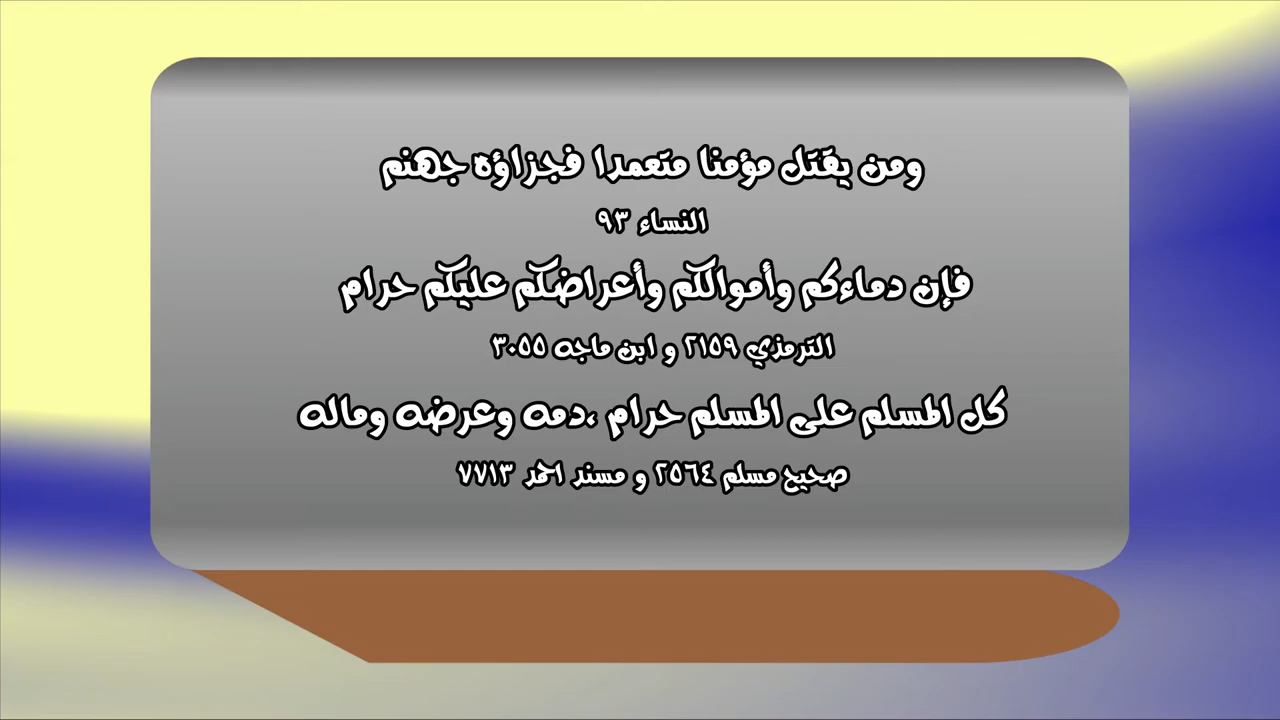 ومن يقتل مؤمنا متعمدا فجزاؤه جهنم
النساء ٩٣
فإن دماءكم وأموالكم وأعراضكم عليكم حرام
الترمذي ٢١٥٩ و ابن ماجه ٣٠٥٥
كل المسلم على المسلم حرام ،دمه وعرضه وماله
صحيح مسلم ٢٥٦٤ و مسند احمد ٧٧١٣